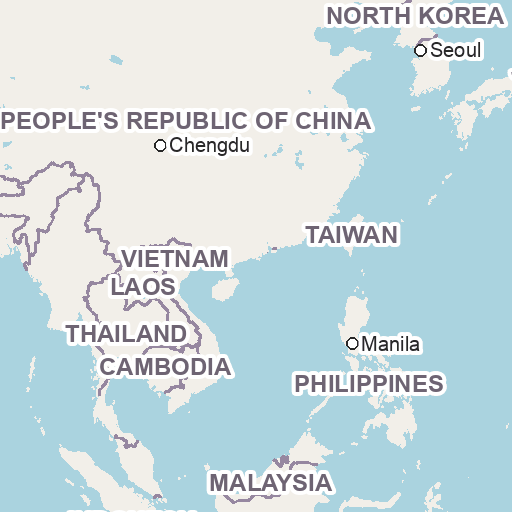 NORTH KOREA
Seoul
PEOPLE'S REPUBLIC OF CHINA
Chengdu
TAIWAN
VIETNAM
LAOS
THAILAND
Manila
CAMBODIA
PHILIPPINES
MALAYSIA